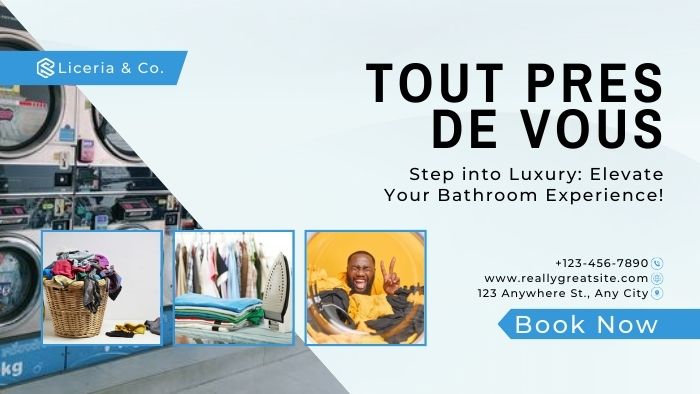 Liceria & Co.
TOUT PRES
DE VOUS
Step into Luxury: Elevate
Your Bathroom Experience!
+123-456-7890
www.reallygreatsite.com
123 Anywhere St., Any City
Book Now
kg